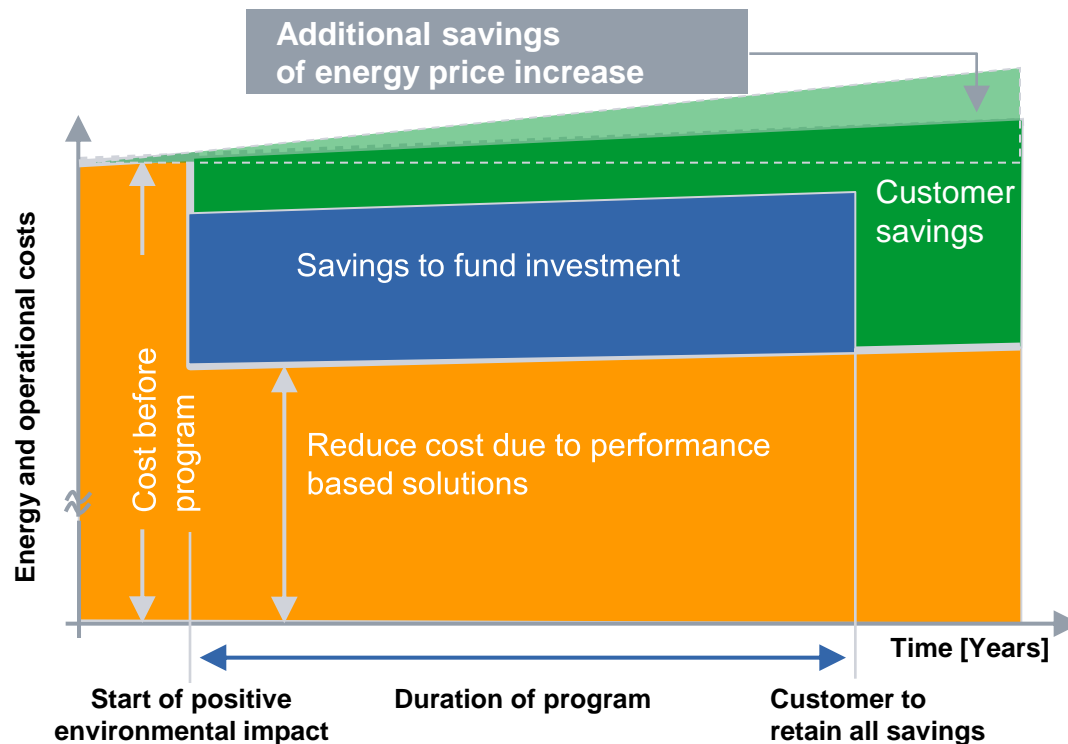 Additional savings
of energy price increase
Energy and operational costs
Customer
savings
Savings to fund investment
Cost before
program
Reduce cost due to performance
based solutions
Time [Years]
Start of positive
environmental impact
Duration of program
Customer to
retain all savings